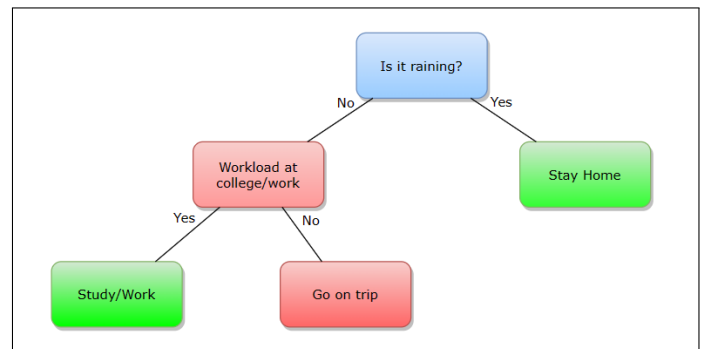 Is it raining?
No
Yes
Workload at
college/work
Stay Home
Yes
No
Study/Work
Go on trip